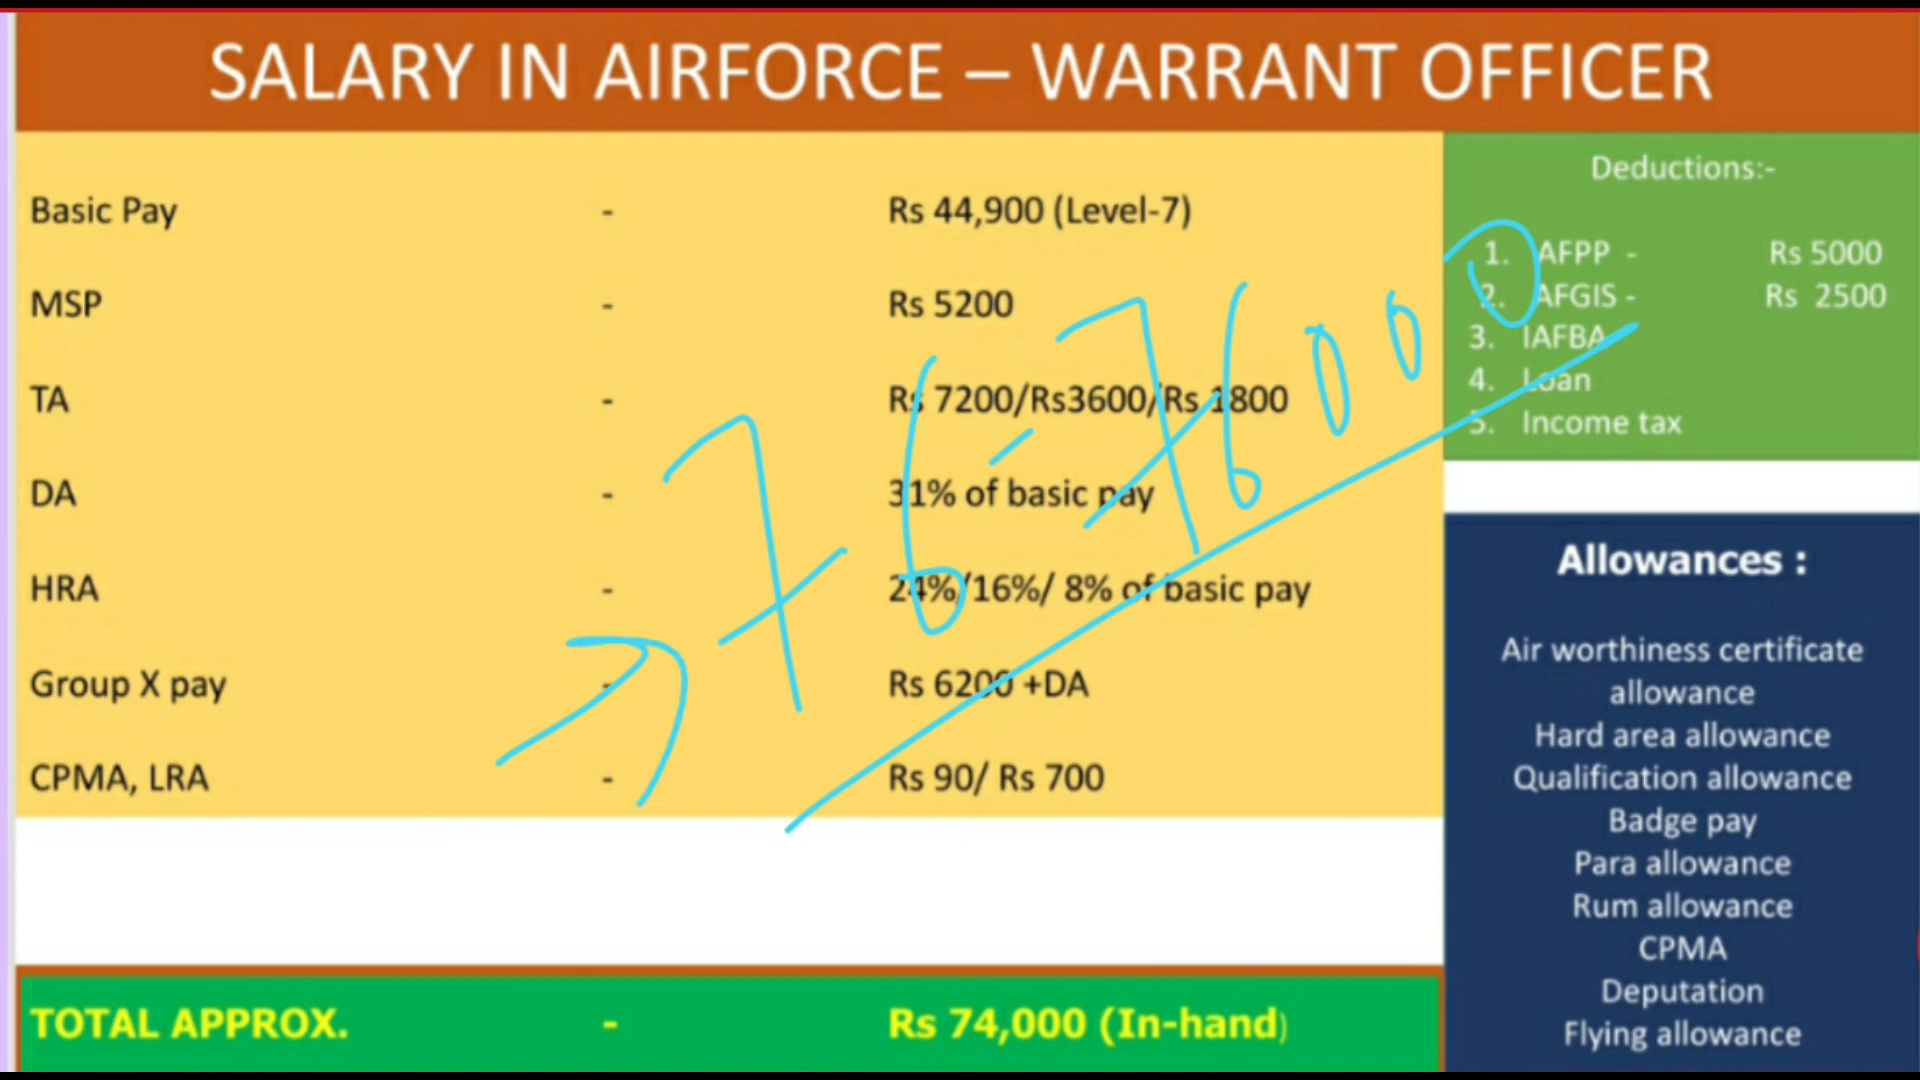 SALARY IN AIRFORCE – WARRANT OFFICER
Basic Pay - Rs 44,900 (Level-7)
MSP - Rs 5200
TA - Rs 7200/Rs3600/Rs 1800
DA - 31% of basic pay
HRA - 24%/16%/ 8% of basic pay
Group X pay - Rs 6200 +DA
CPMA, LRA - Rs 90/ Rs 700
TOTAL APPROX. - Rs 74,000 (In-hand)
Deductions:-
1. AFPP - Rs 5000
2. AFGIS - Rs 2500
3. IAFBA
4. Loan
5. Income tax
Allowances :
Air worthiness certificate
allowance
Hard area allowance
Qualification allowance
Badge pay
Para allowance
Rum allowance
CPMA
Deputation
Flying allowance
76-76000